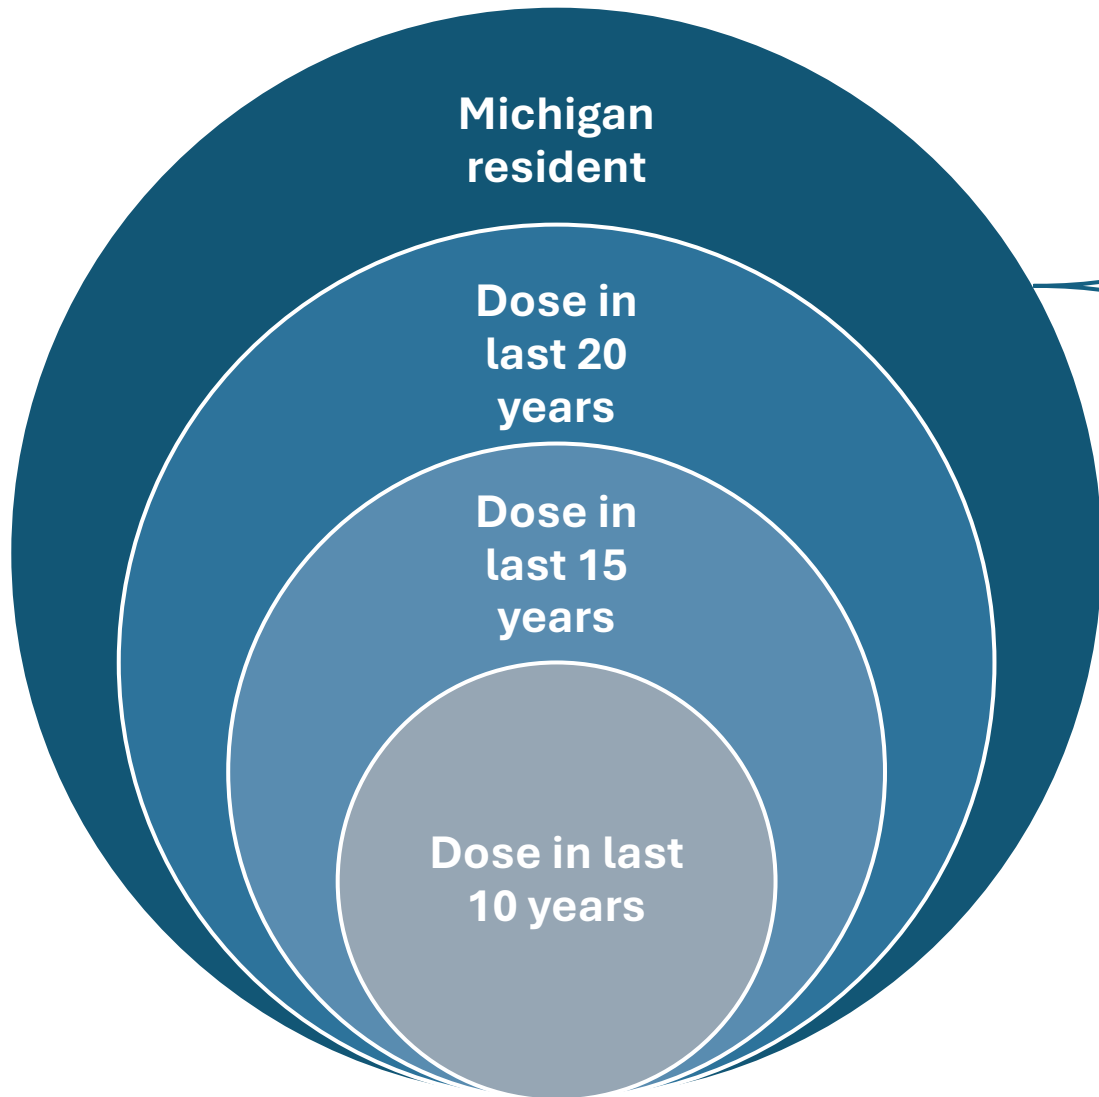 Michigan
resident
Dose in
last 20
years
Dose in
last 15
years
Dose in last
10 years